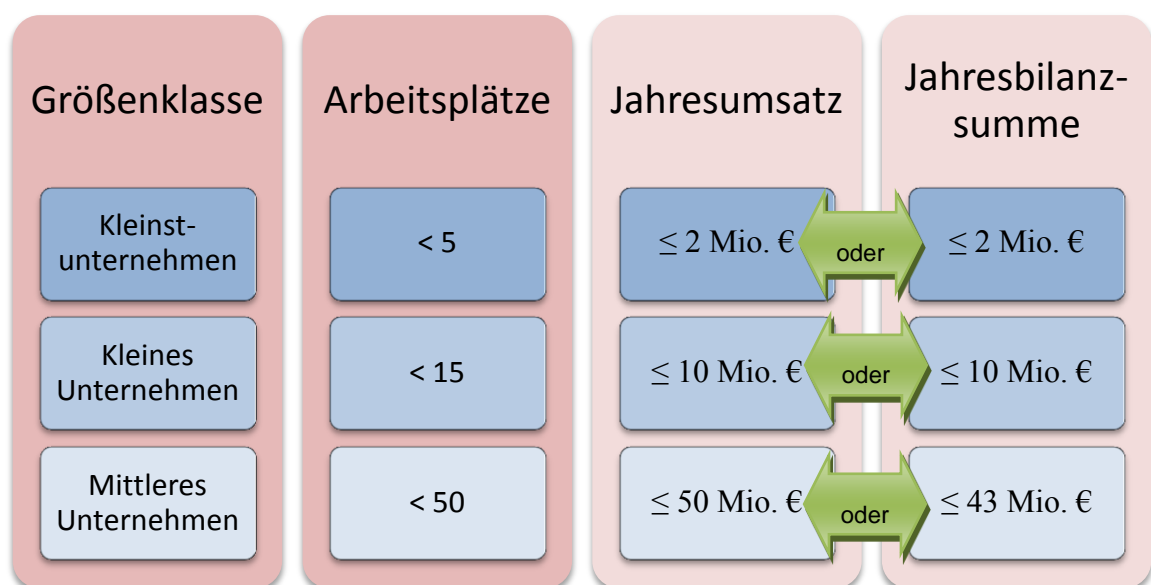 Größenklasse
Arbeitsplätze
Jahresumsatz
Jahresbilanz-
summe
Kleinst-
unternehmen
< 5
≤ 2 Mio. €
oder
≤ 2 Mio. €
Kleines
Unternehmen
< 15
≤ 10 Mio. €
oder
≤ 10 Mio. €
Mittleres
Unternehmen
< 50
≤ 50 Mio. €
oder
≤ 43 Mio. €